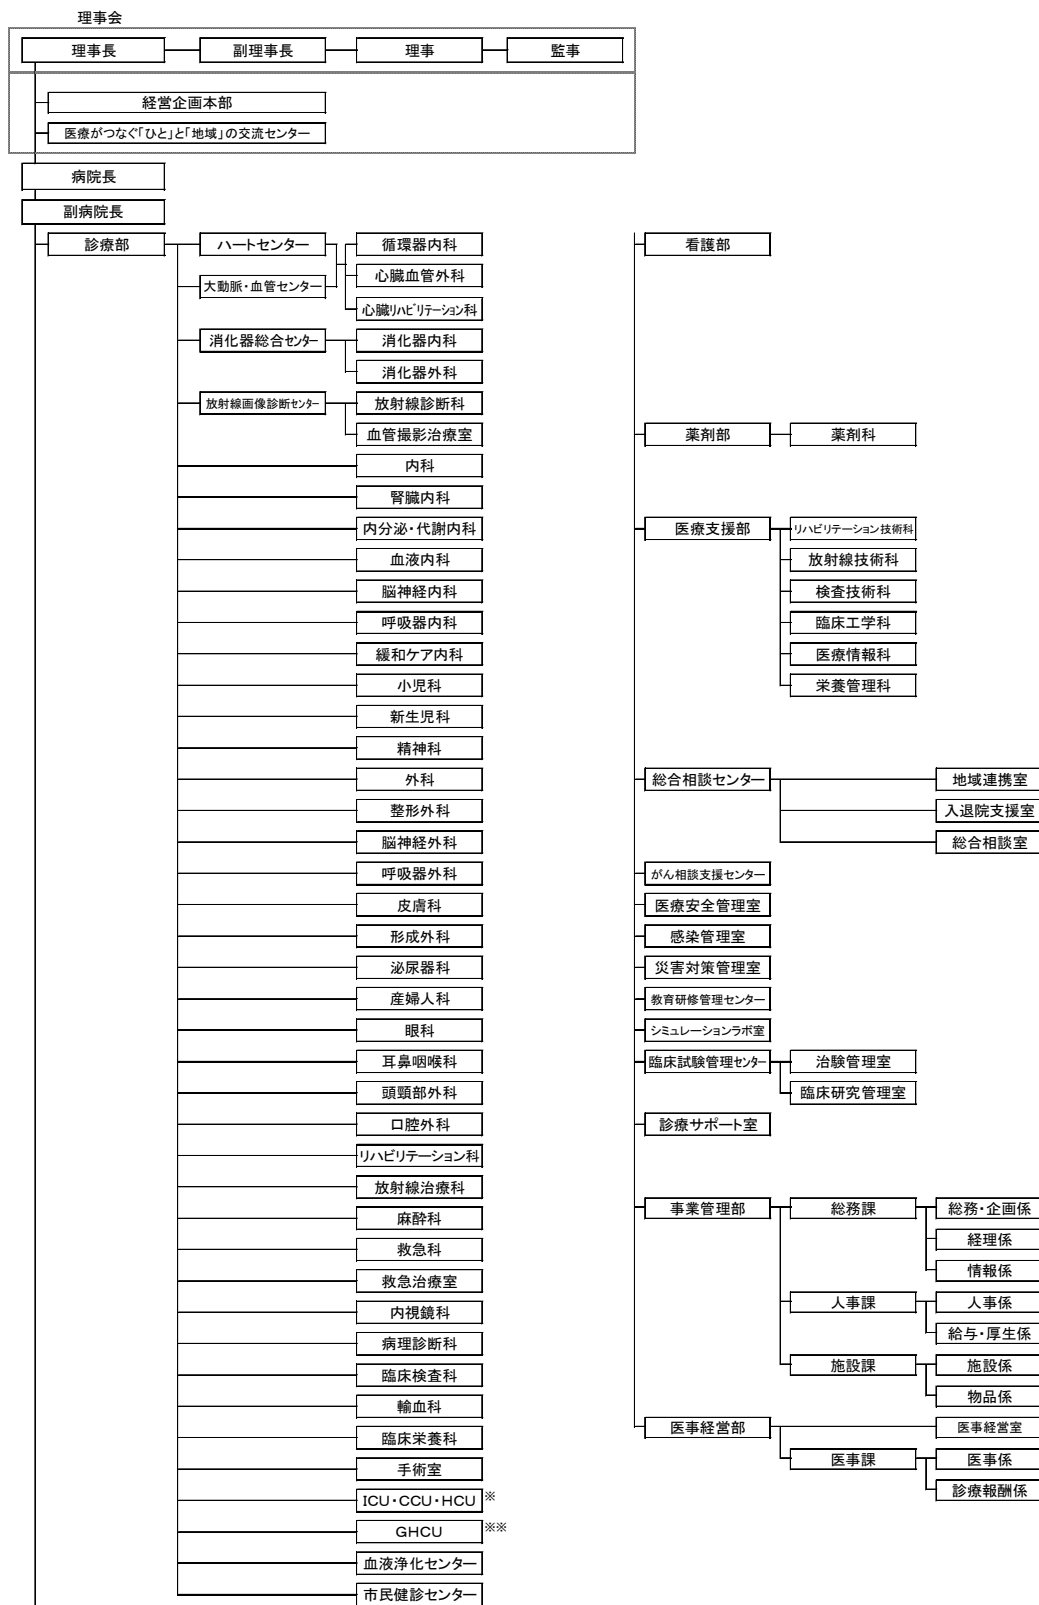 理事会
理事長 副理事長 理事 監事
経営企画本部
医療がつなぐ「ひと」と「地域」の交流センター
病院長
副病院長
診療部
ハートセンター
大動脈・血管センター
循環器内科
心臓血管外科
心臓リハビリテーション科
消化器総合センター
消化器内科
消化器外科
放射線画像診断センター
放射線診断科
血管撮影治療室
内科
腎臓内科
内分泌・代謝内科
血液内科
脳神経内科
呼吸器内科
緩和ケア内科
小児科
新生児科
精神科
外科
整形外科
脳神経外科
呼吸器外科
皮膚科
形成外科
泌尿器科
産婦人科
眼科
耳鼻咽喉科
頭頸部外科
口腔外科
リハビリテーション科
放射線治療科
麻酔科
救急科
救急治療室
内視鏡科
病理診断科
臨床検査科
輸血科
臨床栄養科
手術室
ICU・CCU・HCU ※
GHCU ※※
血液浄化センター
市民健診センター
看護部
薬剤部
薬剤科
医療支援部
リハビリテーション技術科
放射線技術科
検査技術科
臨床工学科
医療情報科
栄養管理科
総合相談センター
地域連携室
入退院支援室
総合相談室
がん相談支援センター
医療安全管理室
感染管理室
災害対策管理室
教育研修管理センター
シミュレーションラボ室
臨床試験管理センター
治験管理室
臨床研究管理室
診療サポート室
事業管理部
総務課
総務・企画係
経理係
情報係
人事課
人事係
給与・厚生係
施設課
施設係
物品係
医事経営部
医事経営室
医事課
医事係
診療報酬係